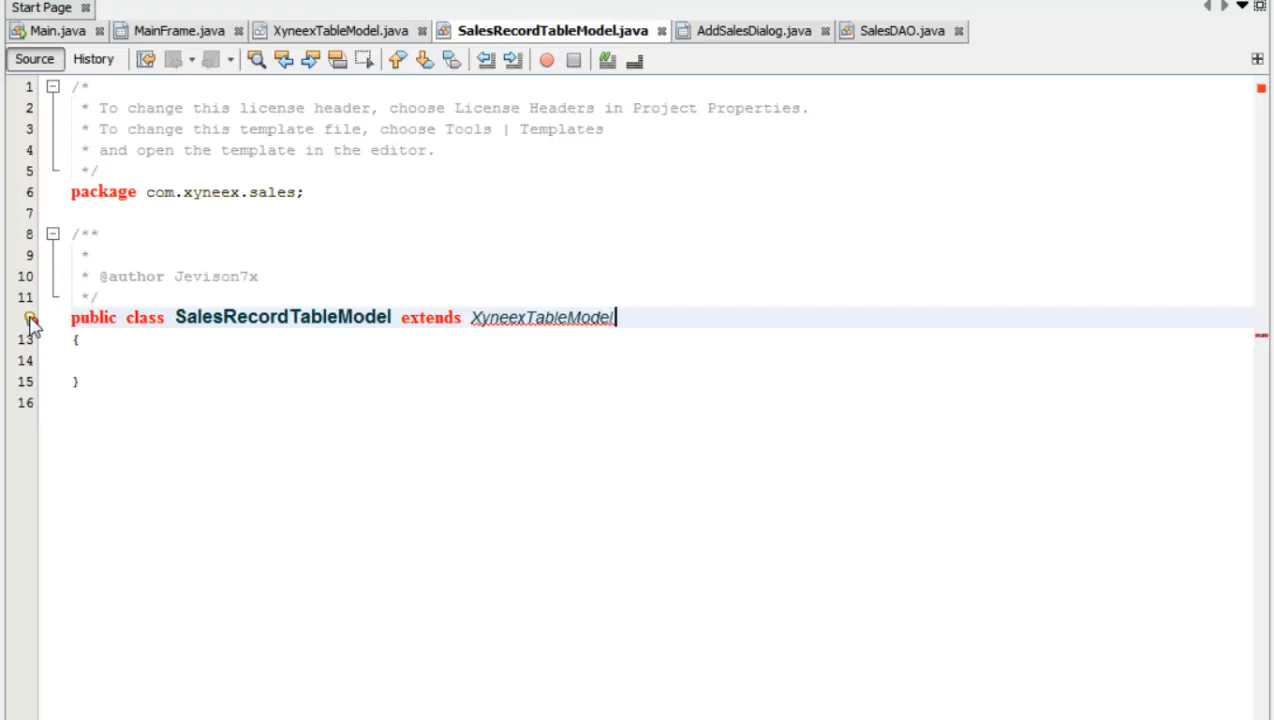 Start Page
Main.java MainFrame.java XyneexTableModel.java SalesRecordTableModel.java AddSalesDialog.java SalesDAO.java
Source History
1 /*
2 * To change this license header, choose License Headers in Project Properties.
3 * To change this template file, choose Tools | Templates
4 * and open the template in the editor.
5 */
6 package com.xyneex.sales;
7
8 /**
9 *
10 * @author Jevison7x
11 */
public class SalesRecordTableModel extends XyneexTableModel
13 {
14
15 }
16